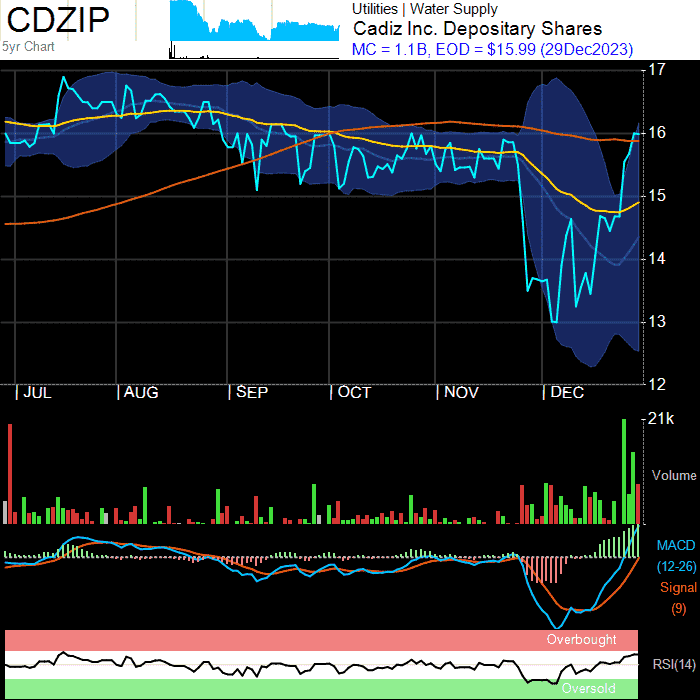 CDZIP
5yr Chart
Utilities | Water Supply
Cadiz Inc. Depositary Shares
MC = 1.1B, EOD = $15.99 (29Dec2023)
17
16
15
14
13
12
JUL AUG SEP OCT NOV DEC
21k
Volume
MACD
(12-26)
Signal
(9)
Overbought
RSI(14)
Oversold